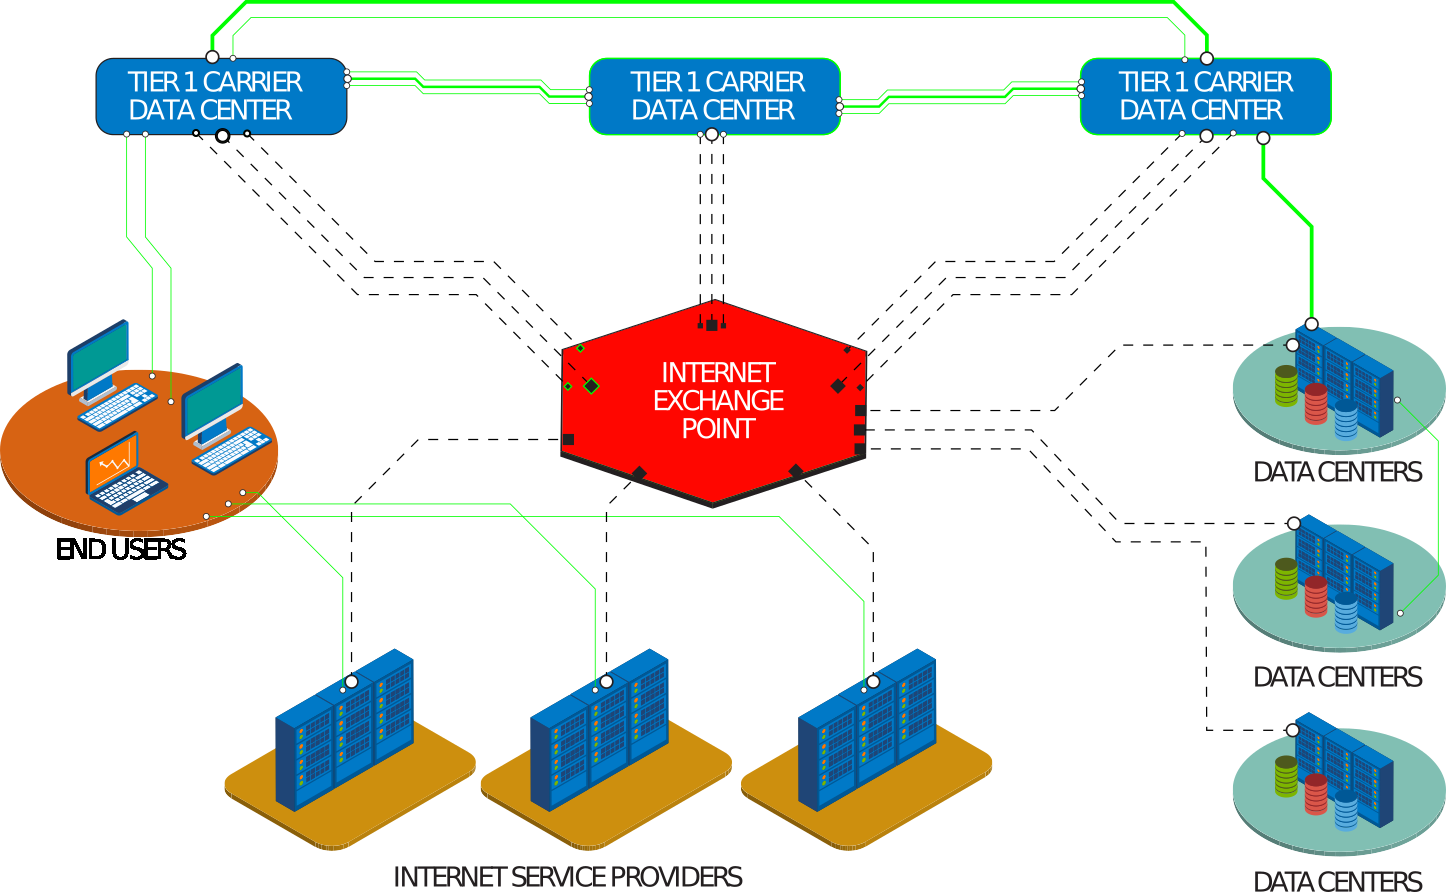 TIER 1 CARRIER
DATA CENTER
TIER 1 CARRIER
DATA CENTER
TIER 1 CARRIER
DATA CENTER
INTERNET
EXCHANGE
POINT
DATA CENTERS
END USERS
DATA CENTERS
INTERNET SERVICE PROVIDERS
DATA CENTERS